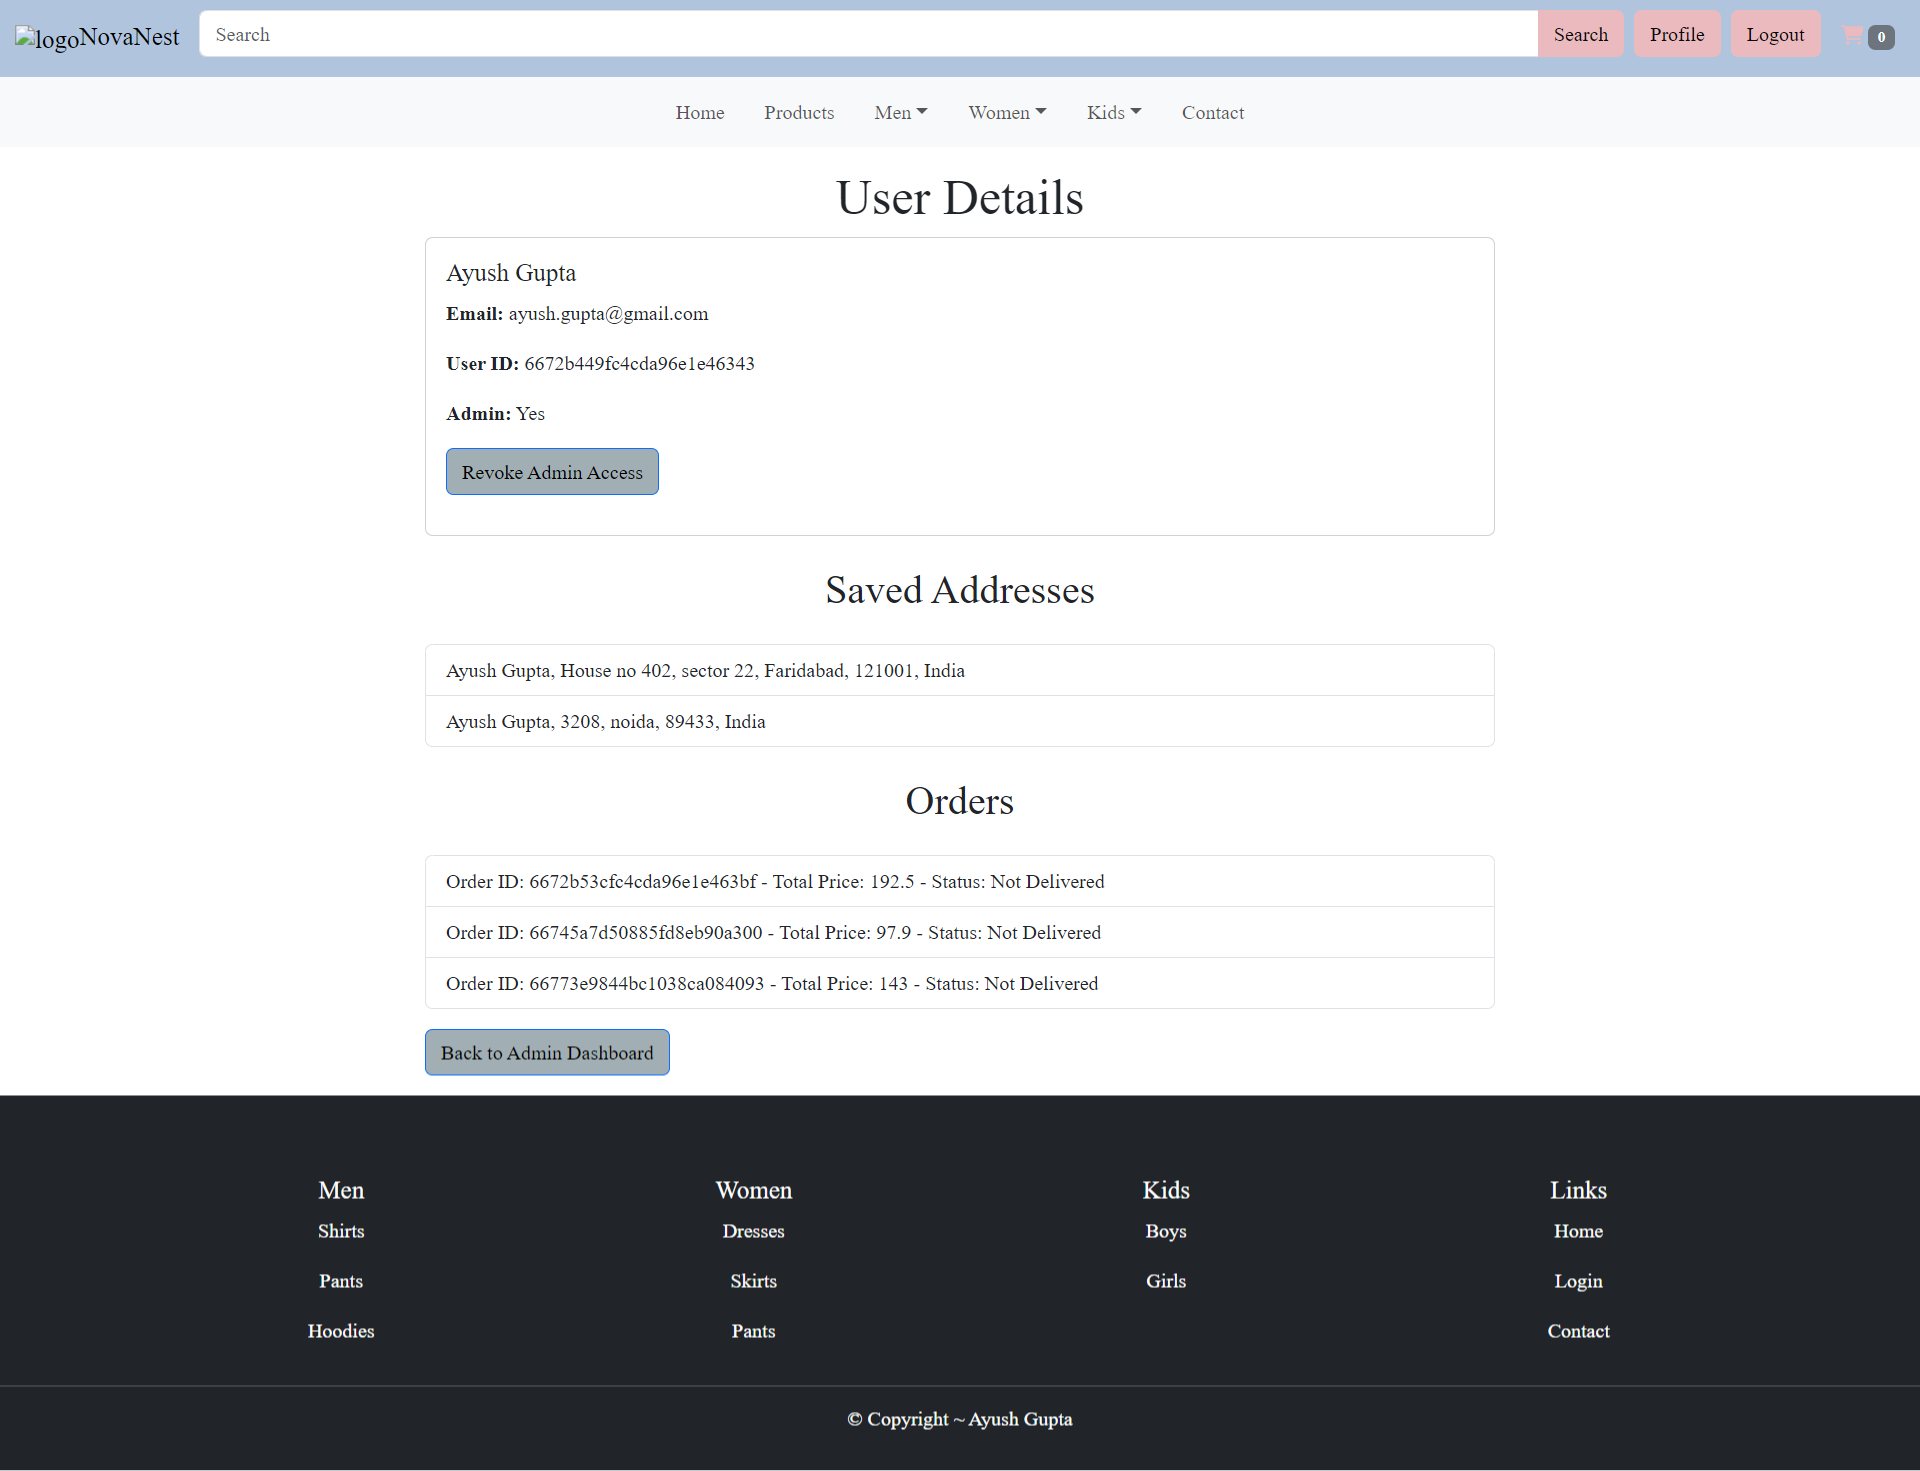 logoNovaNest Search Search Profile Logout 0
Home Products Men Women Kids Contact
User Details
Ayush Gupta
Email: ayush.gupta@gmail.com
User ID: 6672b449fc4cda96e1e46343
Admin: Yes
Revoke Admin Access
Saved Addresses
Ayush Gupta, House no 402, sector 22, Faridabad, 121001, India
Ayush Gupta, 3208, noida, 89433, India
Orders
Order ID: 6672b53cfc4cda96e1e463bf - Total Price: 192.5 - Status: Not Delivered
Order ID: 66745a7d50885fd8eb90a300 - Total Price: 97.9 - Status: Not Delivered
Order ID: 66773e9844bc1038ca084093 - Total Price: 143 - Status: Not Delivered
Back to Admin Dashboard
Men Women Kids Links
Shirts Dresses Boys Home
Pants Skirts Girls Login
Hoodies Pants Contact
© Copyright ~ Ayush Gupta